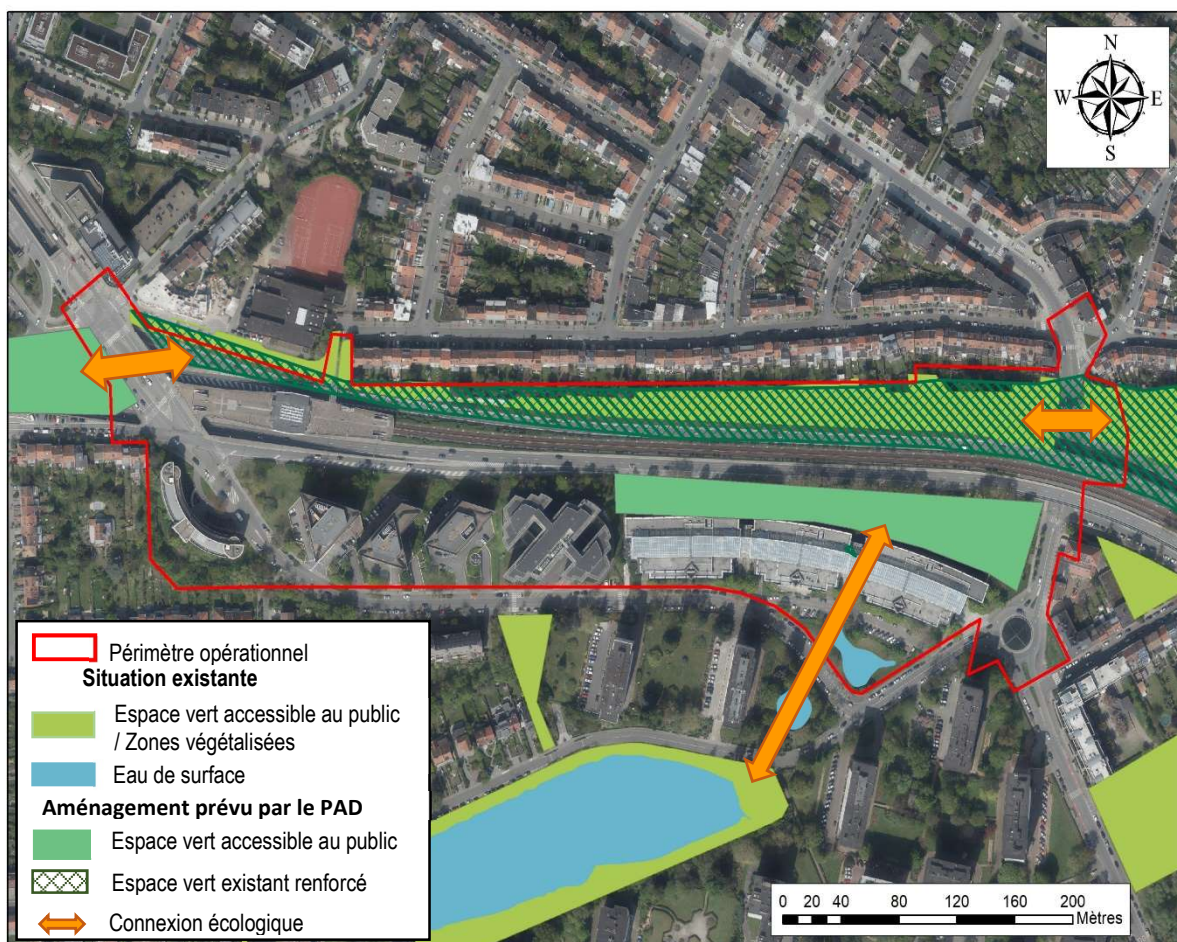 N
W E
S
Périmètre opérationnel
Situation existante
Espace vert accessible au public
/ Zones végétalisées
Eau de surface
Aménagement prévu par le PAD
Espace vert accessible au public
Espace vert existant renforcé
Connexion écologique
0 20 40 80 120 160 200
Mètres